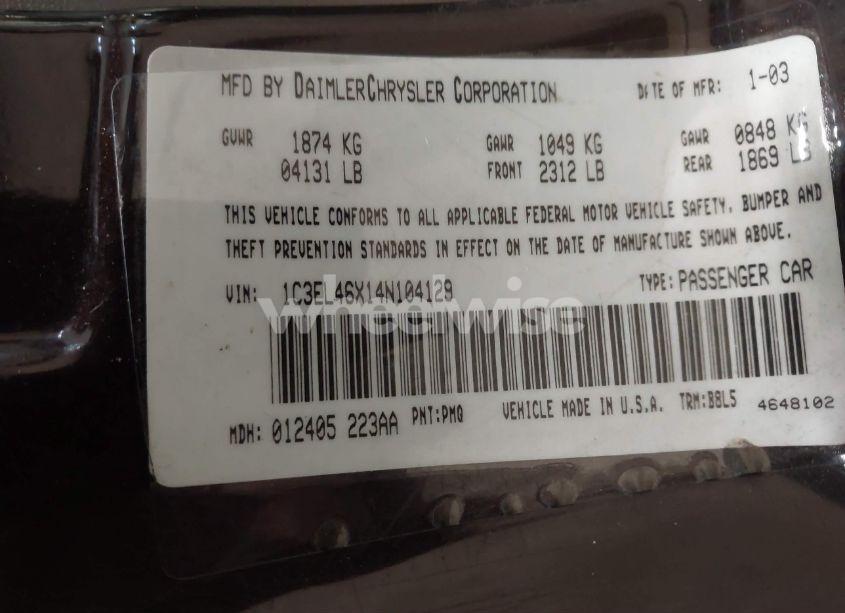 MFD BY DAIMLERCHRYSLER CORPORATION DATE OF MFR: 1-03
GVWR 1874 KG GAWR 1049 KG GAWR 0848 KG
04131 LB FRONT 2312 LB REAR 1869 LB
THIS VEHICLE CONFORMS TO ALL APPLICABLE FEDERAL MOTOR VEHICLE SAFETY, BUMPER AND
THEFT PREVENTION STANDARDS IN EFFECT ON THE DATE OF MANUFACTURE SHOWN ABOVE.
VIN: 1C3EL46X14N104129 TYPE: PASSENGER CAR
wheelwise
MDH: 012405 223AA PNT:PMQ VEHICLE MADE IN U.S.A. TRM:B8L5 4648102